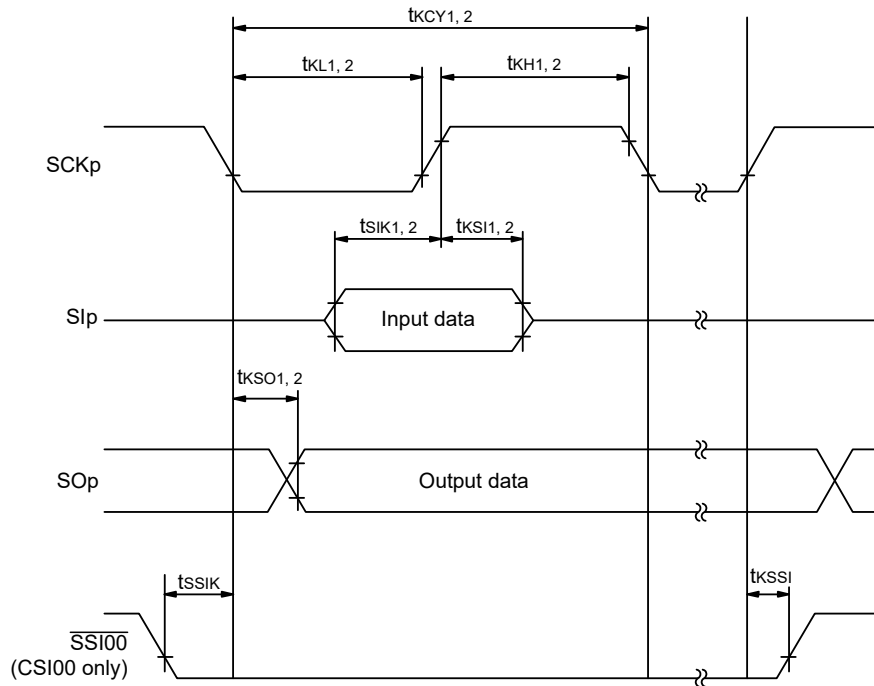 tKCY1, 2
tKL1, 2
tKH1, 2
SCKp
tSIK1, 2
tKSI1, 2
SIp
Input data
tKSO1, 2
SOp
Output data
tSSIK
tKSSI
SSI00
(CSI00 only)